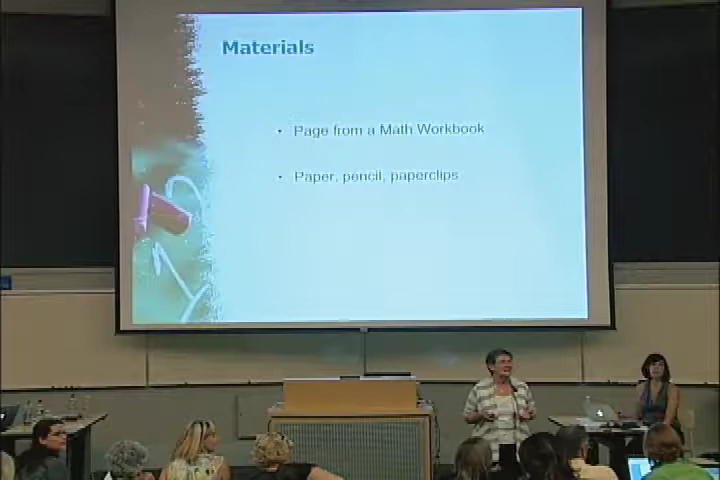 Materials
• Page from a Math Workbook
• Paper, pencil, paperclips